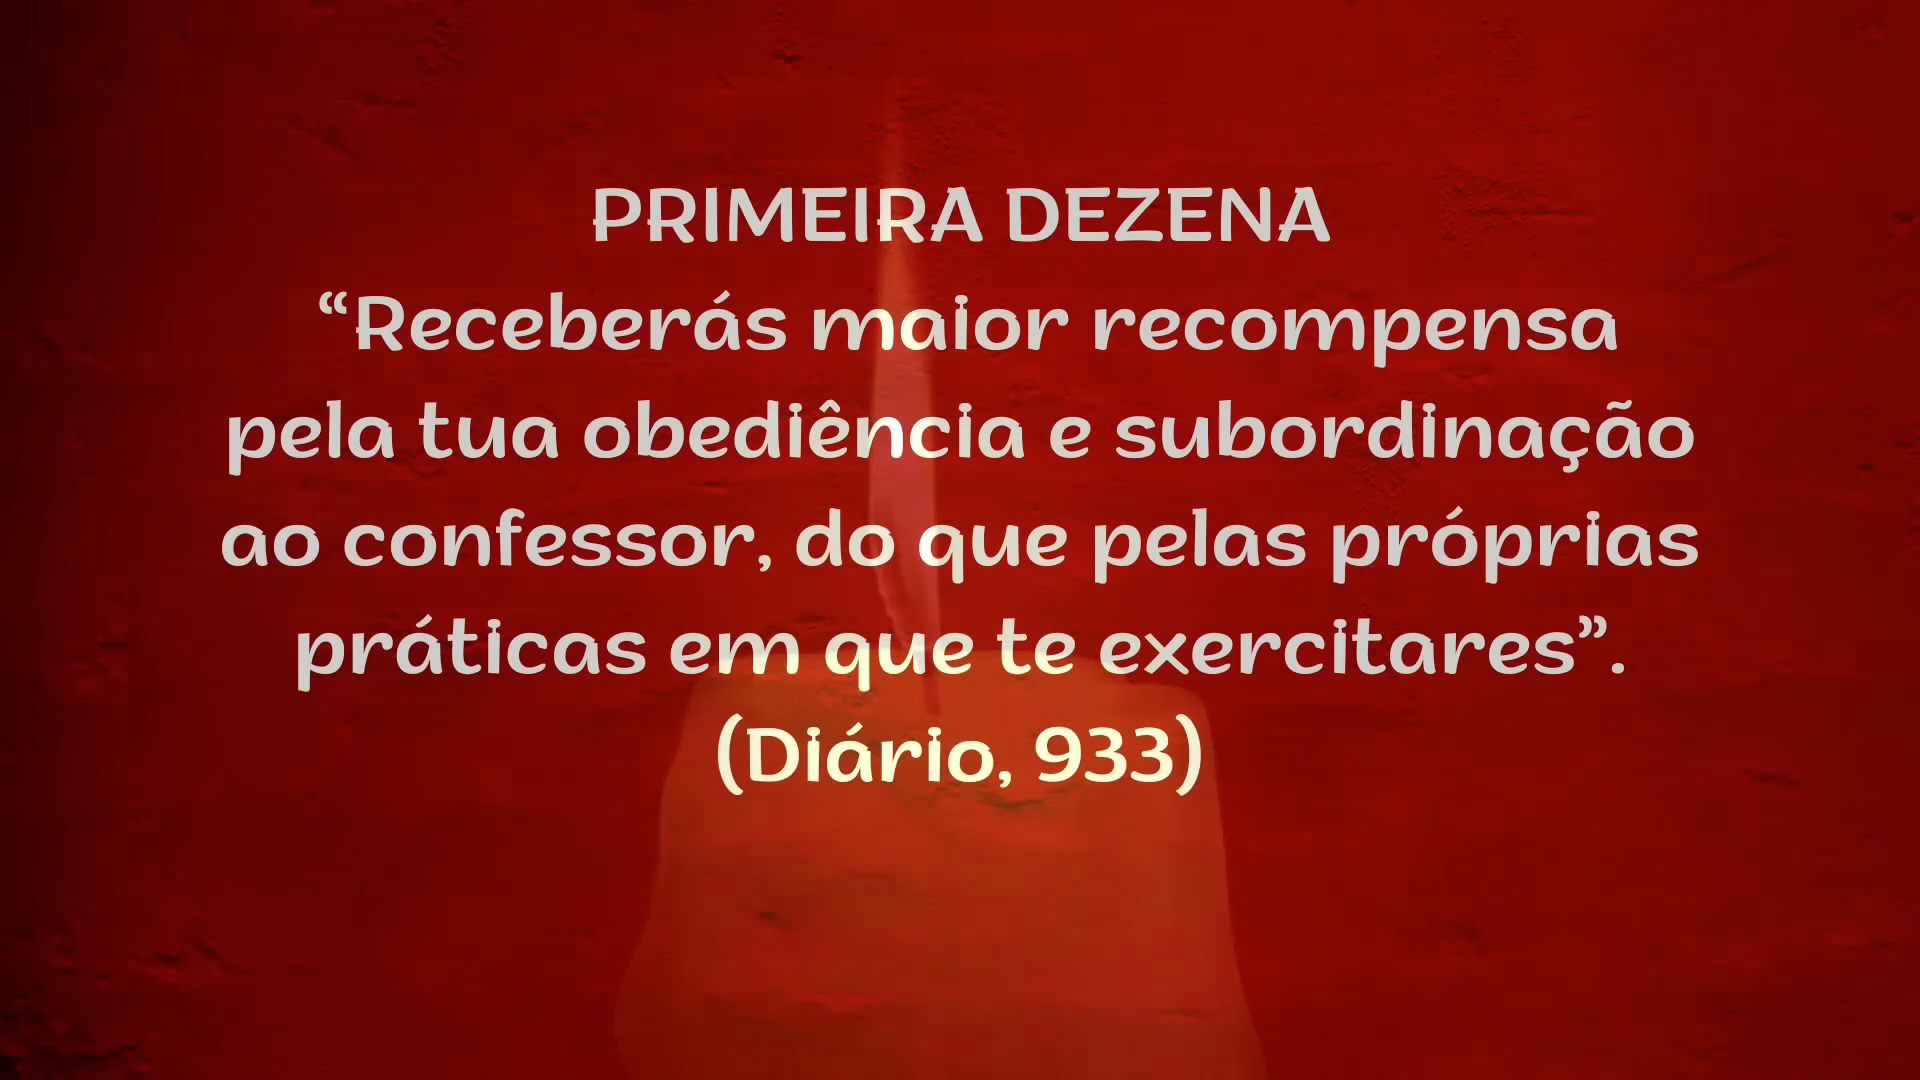 PRIMEIRA DEZENA
“Receberás maior recompensa
pela tua obediência e subordinação
ao confessor, do que pelas próprias
práticas em que te exercitares”.
(Diário, 933)